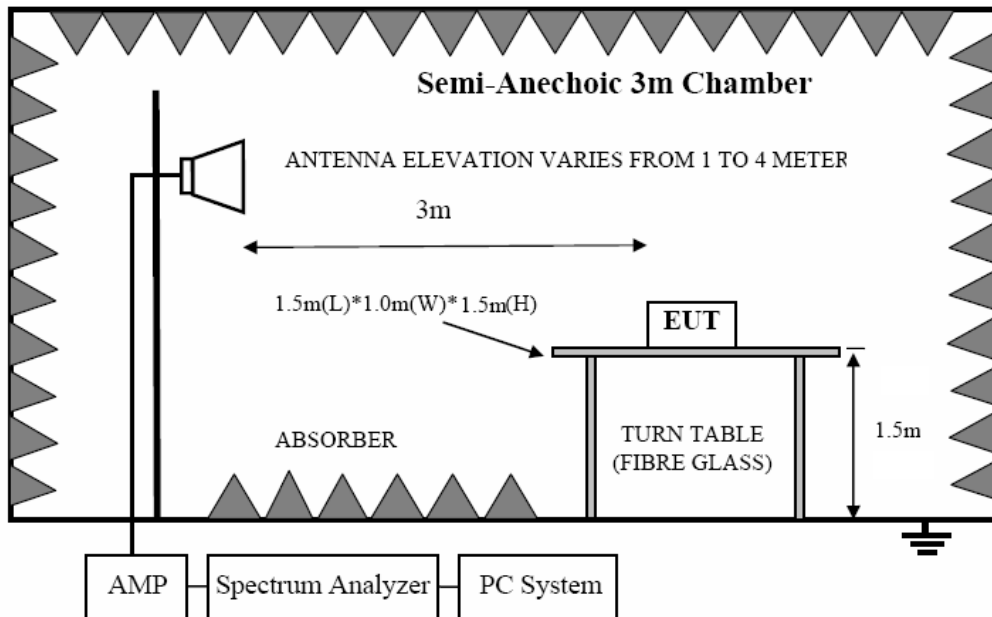 Semi-Anechoic 3m Chamber
ANTENNA ELEVATION VARIES FROM 1 TO 4 METER
3m
1.5m(L)*1.0m(W)*1.5m(H)
EUT
1.5m
ABSORBER
TURN TABLE
(FIBRE GLASS)
AMP
Spectrum Analyzer
PC System